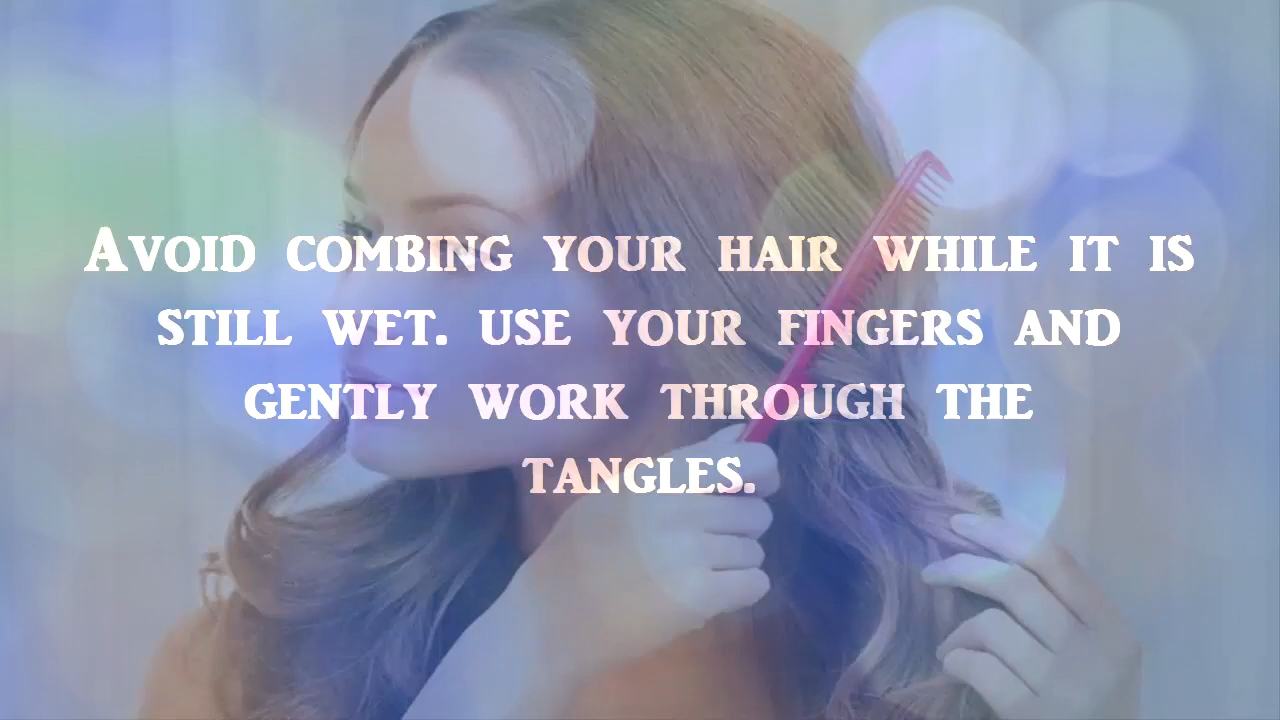 Avoid combing your hair while it is
still wet. use your fingers and
gently work through the
tangles.